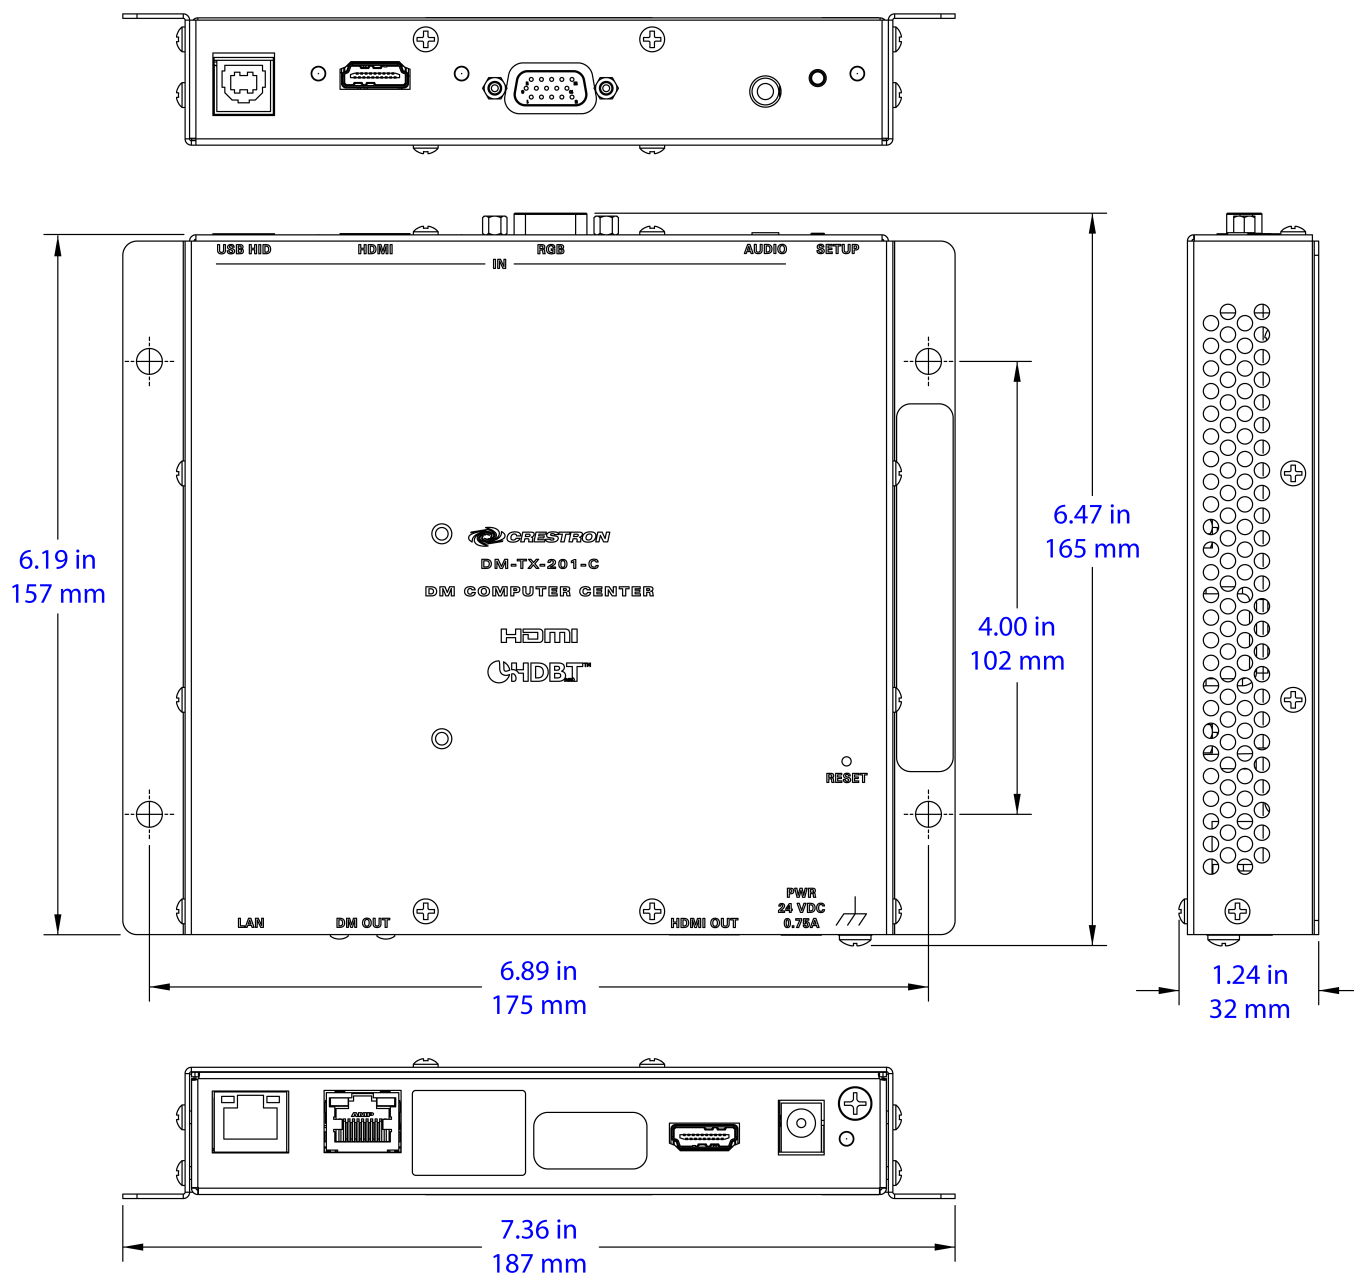 USB HID
HDMI
RGB
AUDIO
SETUP
IN
CRESTRON
DM-TX-201-C
DM COMPUTER CENTER
HDMI
HDBT™
RESET
LAN
DM OUT
HDMI OUT
PWR
24 VDC
0.75A
6.19 in
157 mm
6.47 in
165 mm
4.00 in
102 mm
6.89 in
175 mm
1.24 in
32 mm
AMP
7.36 in
187 mm